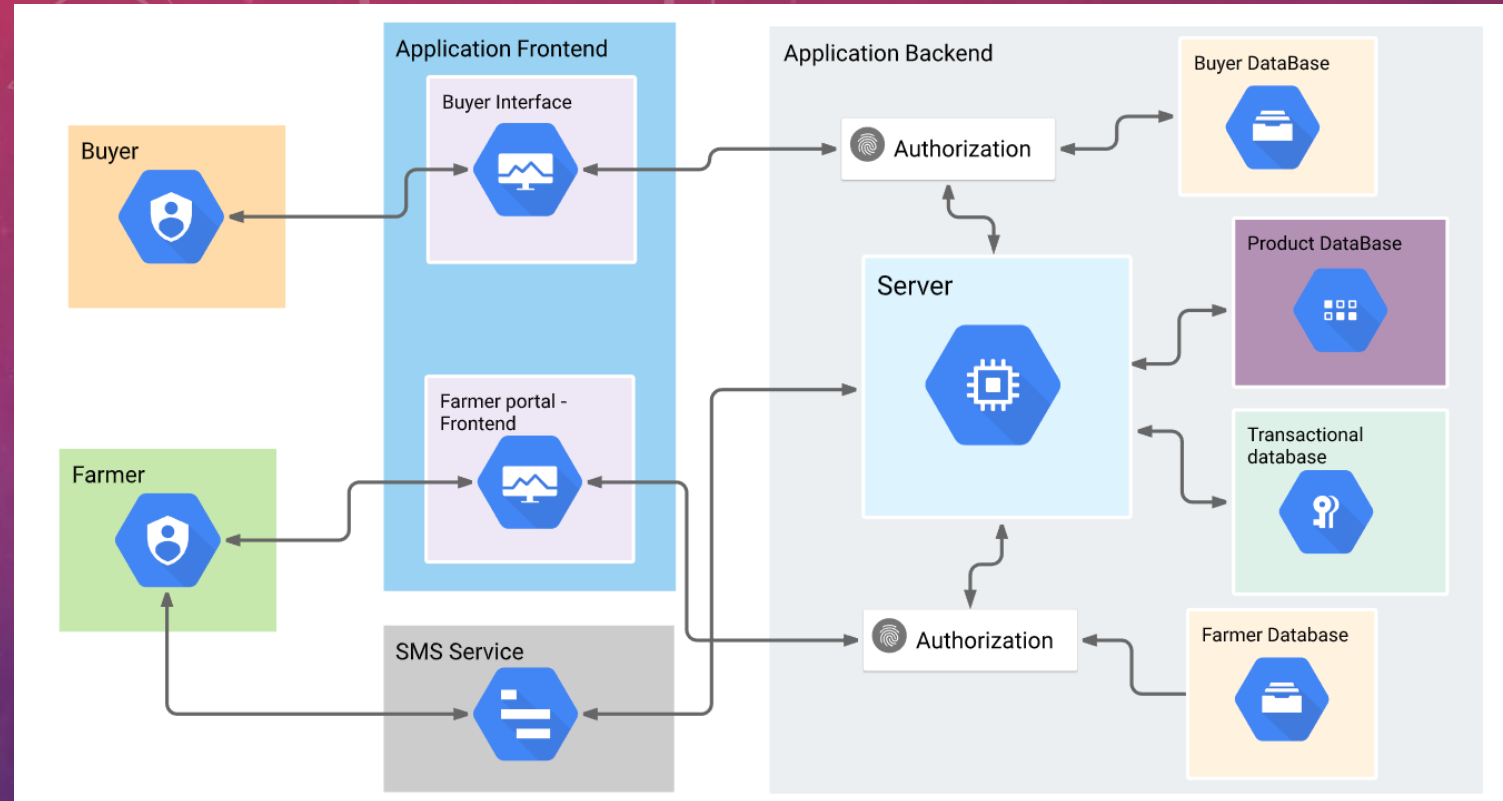 Application Frontend
Application Backend
Buyer DataBase
Buyer Interface
Authorization
Buyer
Product DataBase
Server
Farmer portal -
Frontend
Transactional
database
Farmer
Farmer Database
Authorization
SMS Service